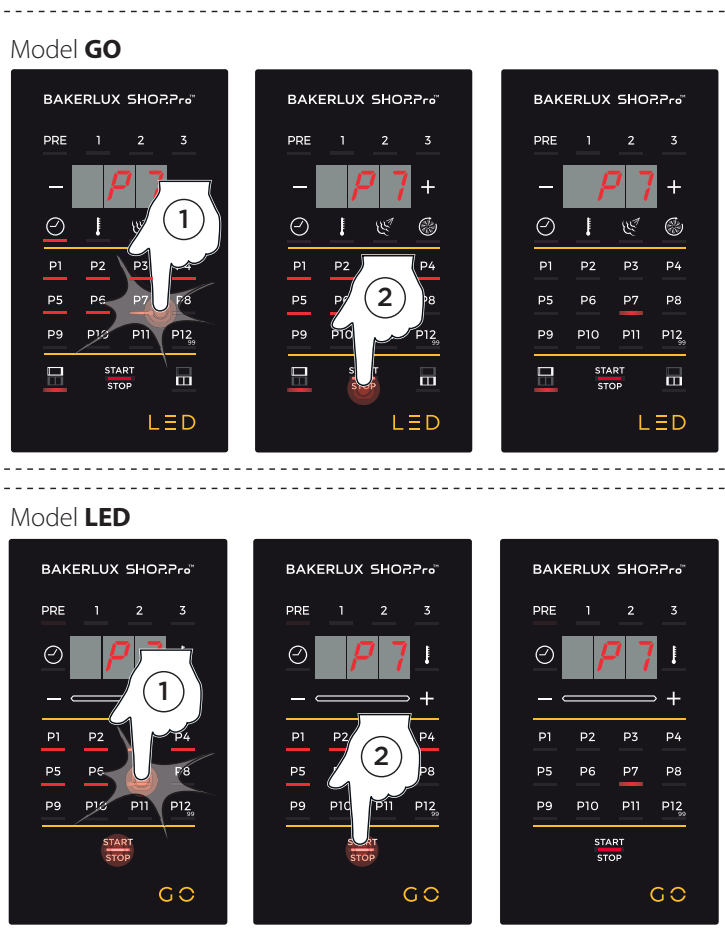 Model GO
BAKERLUX SHOP.Pro™
PRE 1 2 3
− P7
1
P1 P2 P3 4
P5 P6 P7 P8
P9 P10 P11 P12
99
START
STOP
LED
BAKERLUX SHOP.Pro™
PRE 1 2 3
− P7 +
P1 P2 P4
2
P5 P8
P9 P10 P12
99
STOP
LED
BAKERLUX SHOP.Pro™
PRE 1 2 3
− P7 +
P1 P2 P3 P4
P5 P6 P7 P8
P9 P10 P11 P12
99
START
STOP
LED
Model LED
BAKERLUX SHOP.Pro™
PRE 1 2 3
P7
1
−
P1 P2 P4
P5 P6 P8
P9 P10 P11 P12
99
START
STOP
GO
BAKERLUX SHOP.Pro™
PRE 1 2 3
P7
− +
P1 P2 P4
2
P5 P8
P9 P10 P11 P12
99
START
STOP
GO
BAKERLUX SHOP.Pro™
PRE 1 2 3
P7
− +
P1 P2 P3 P4
P5 P6 P7 P8
P9 P10 P11 P12
99
START
STOP
GO